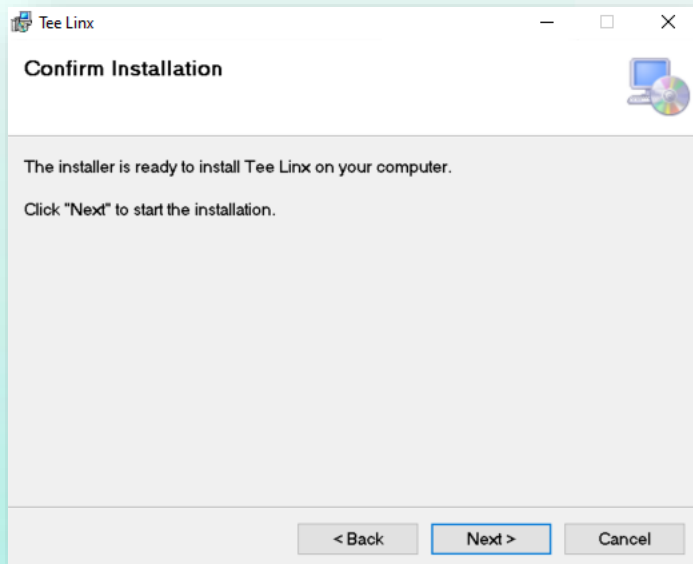 Tee Linx
Confirm Installation
The installer is ready to install Tee Linx on your computer.
Click "Next" to start the installation.
< Back
Next >
Cancel